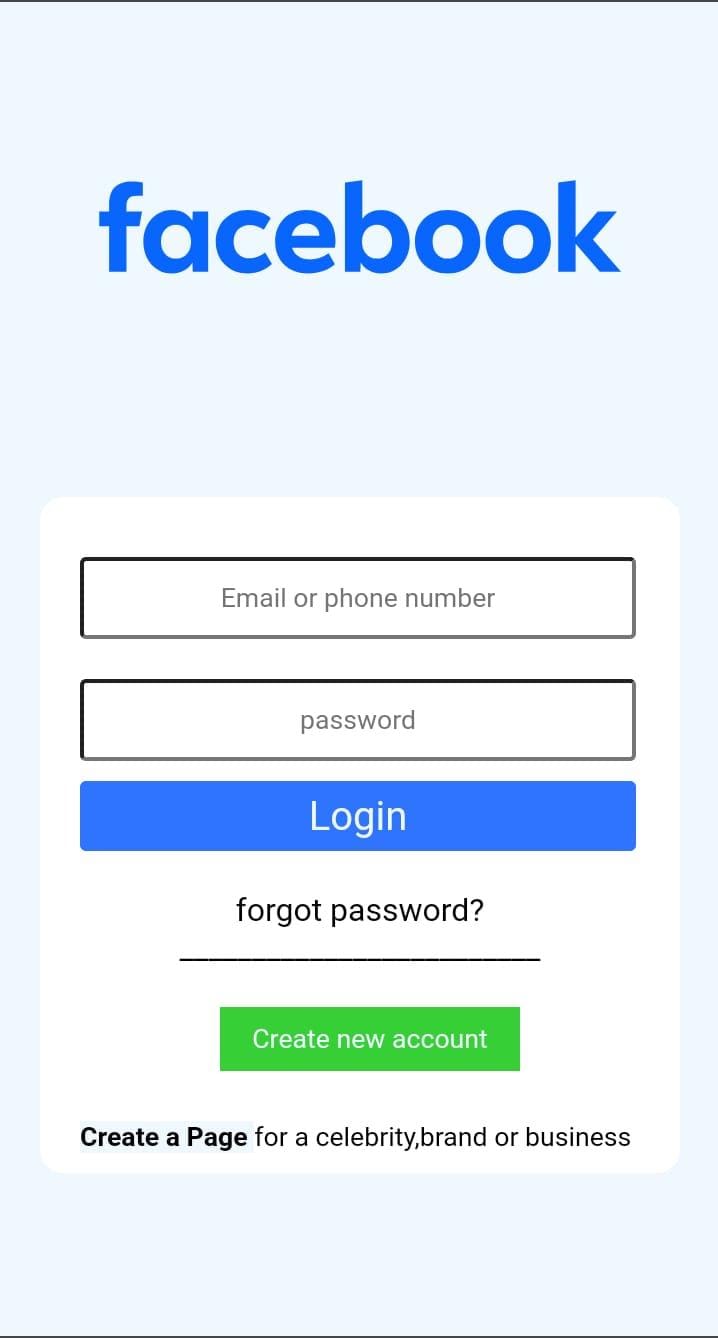 facebook
Email or phone number
password
Login
forgot password?
Create new account
Create a Page for a celebrity,brand or business